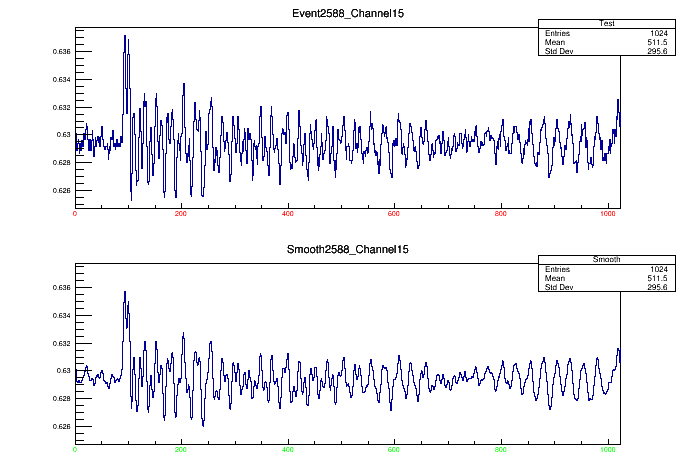 Event2588_Channel15
Test
Entries 1024
Mean 511.5
Std Dev 295.6
0.636
0.634
0.632
0.63
0.628
0.626
0 200 400 600 800 1000
Smooth2588_Channel15
Smooth
Entries 1024
Mean 511.5
Std Dev 295.6
0.636
0.634
0.632
0.63
0.628
0.626
0 200 400 600 800 1000